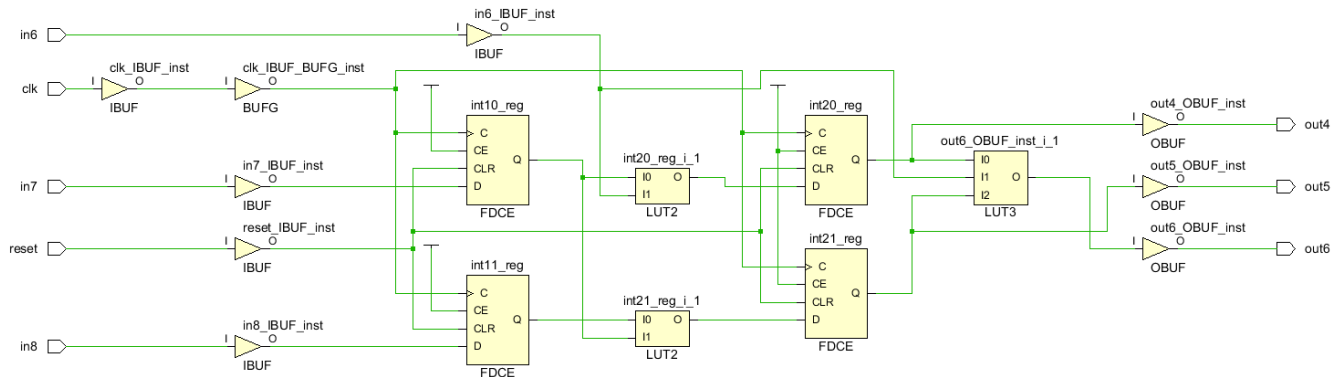 in6_IBUF_inst
in6
I
O
IBUF
clk_IBUF_inst
clk_IBUF_BUFG_inst
clk
I
O
I
O
IBUF
BUFG
int10_reg
int20_reg
out4_OBUF_inst
C
CE
CLR
D
Q
FDCE
C
CE
CLR
D
Q
FDCE
I
O
OBUF
out4
out6_OBUF_inst_i_1
I0
I1
I2
O
LUT3
in7_IBUF_inst
in7
I
O
IBUF
int20_reg_i_1
I0
I1
O
LUT2
out5_OBUF_inst
I
O
OBUF
out5
reset_IBUF_inst
reset
I
O
IBUF
int21_reg
C
CE
CLR
D
Q
FDCE
out6_OBUF_inst
I
O
OBUF
out6
int11_reg
C
CE
CLR
D
Q
FDCE
int21_reg_i_1
I0
I1
O
LUT2
in8_IBUF_inst
in8
I
O
IBUF